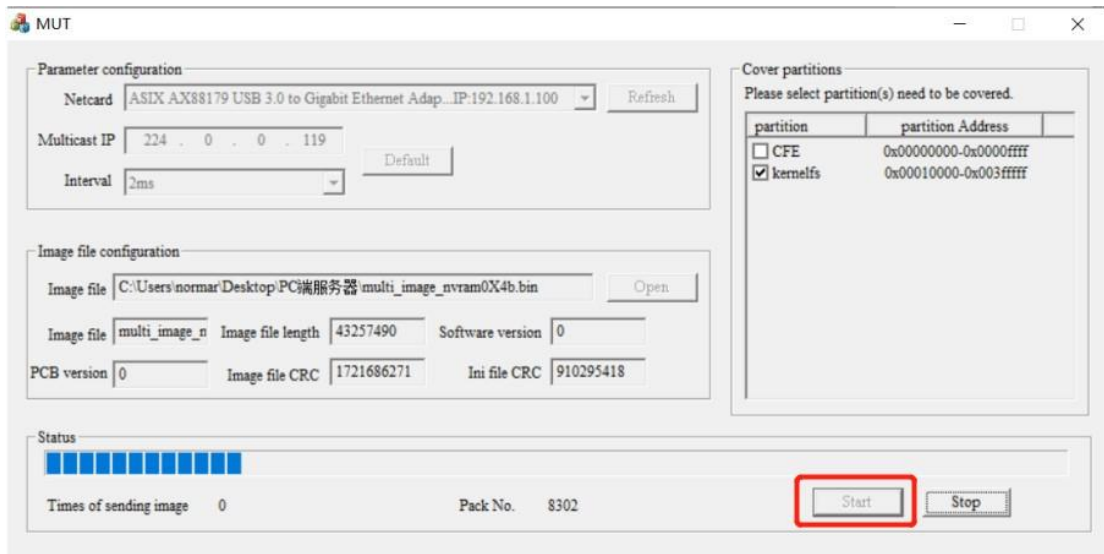 MUT
Parameter configuration
Netcard ASIX AX88179 USB 3.0 to Gigabit Ethernet Adap...IP:192.168.1.100 Refresh
Multicast IP 224 . 0 . 0 . 119
Default
Interval 2ms
Image file configuration
Image file C:\Users\normar\Desktop\PC端服务器\multi_image_nvram0X4b.bin Open
Image file multi_image_n Image file length 43257490 Software version 0
PCB version 0 Image file CRC 1721686271 Ini file CRC 910295418
Cover partitions
Please select partition(s) need to be covered.
partition partition Address
CFE 0x00000000-0x0000ffff
kernelfs 0x00010000-0x003fffff
Status
Times of sending image 0 Pack No. 8302 Start Stop